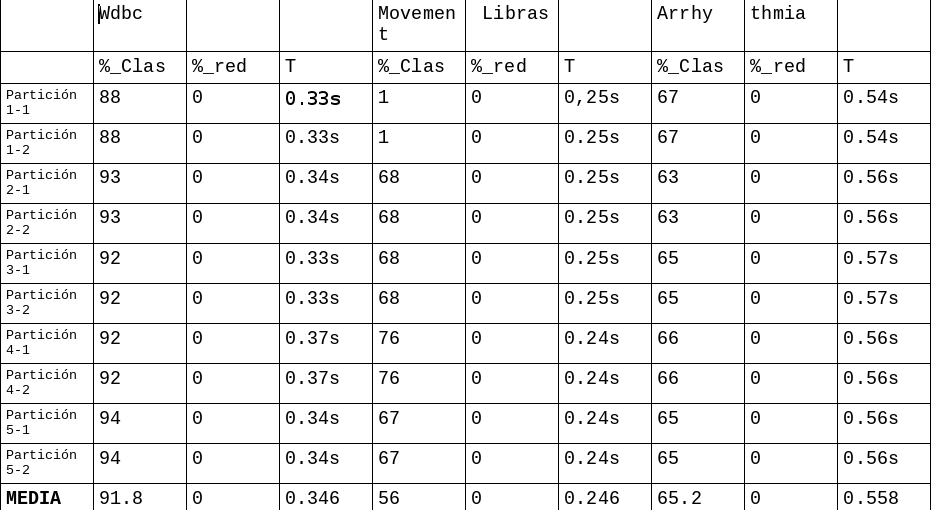 Wdbc Movemen Libras Arrhy thmia
t
%_Clas %_red T %_Clas %_red T %_Clas %_red T
Partición 88 0 0.33s 1 0 0,25s 67 0 0.54s
1-1
Partición 88 0 0.33s 1 0 0.25s 67 0 0.54s
1-2
Partición 93 0 0.34s 68 0 0.25s 63 0 0.56s
2-1
Partición 93 0 0.34s 68 0 0.25s 63 0 0.56s
2-2
Partición 92 0 0.33s 68 0 0.25s 65 0 0.57s
3-1
Partición 92 0 0.33s 68 0 0.25s 65 0 0.57s
3-2
Partición 92 0 0.37s 76 0 0.24s 66 0 0.56s
4-1
Partición 92 0 0.37s 76 0 0.24s 66 0 0.56s
4-2
Partición 94 0 0.34s 67 0 0.24s 65 0 0.56s
5-1
Partición 94 0 0.34s 67 0 0.24s 65 0 0.56s
5-2
MEDIA 91.8 0 0.346 56 0 0.246 65.2 0 0.558